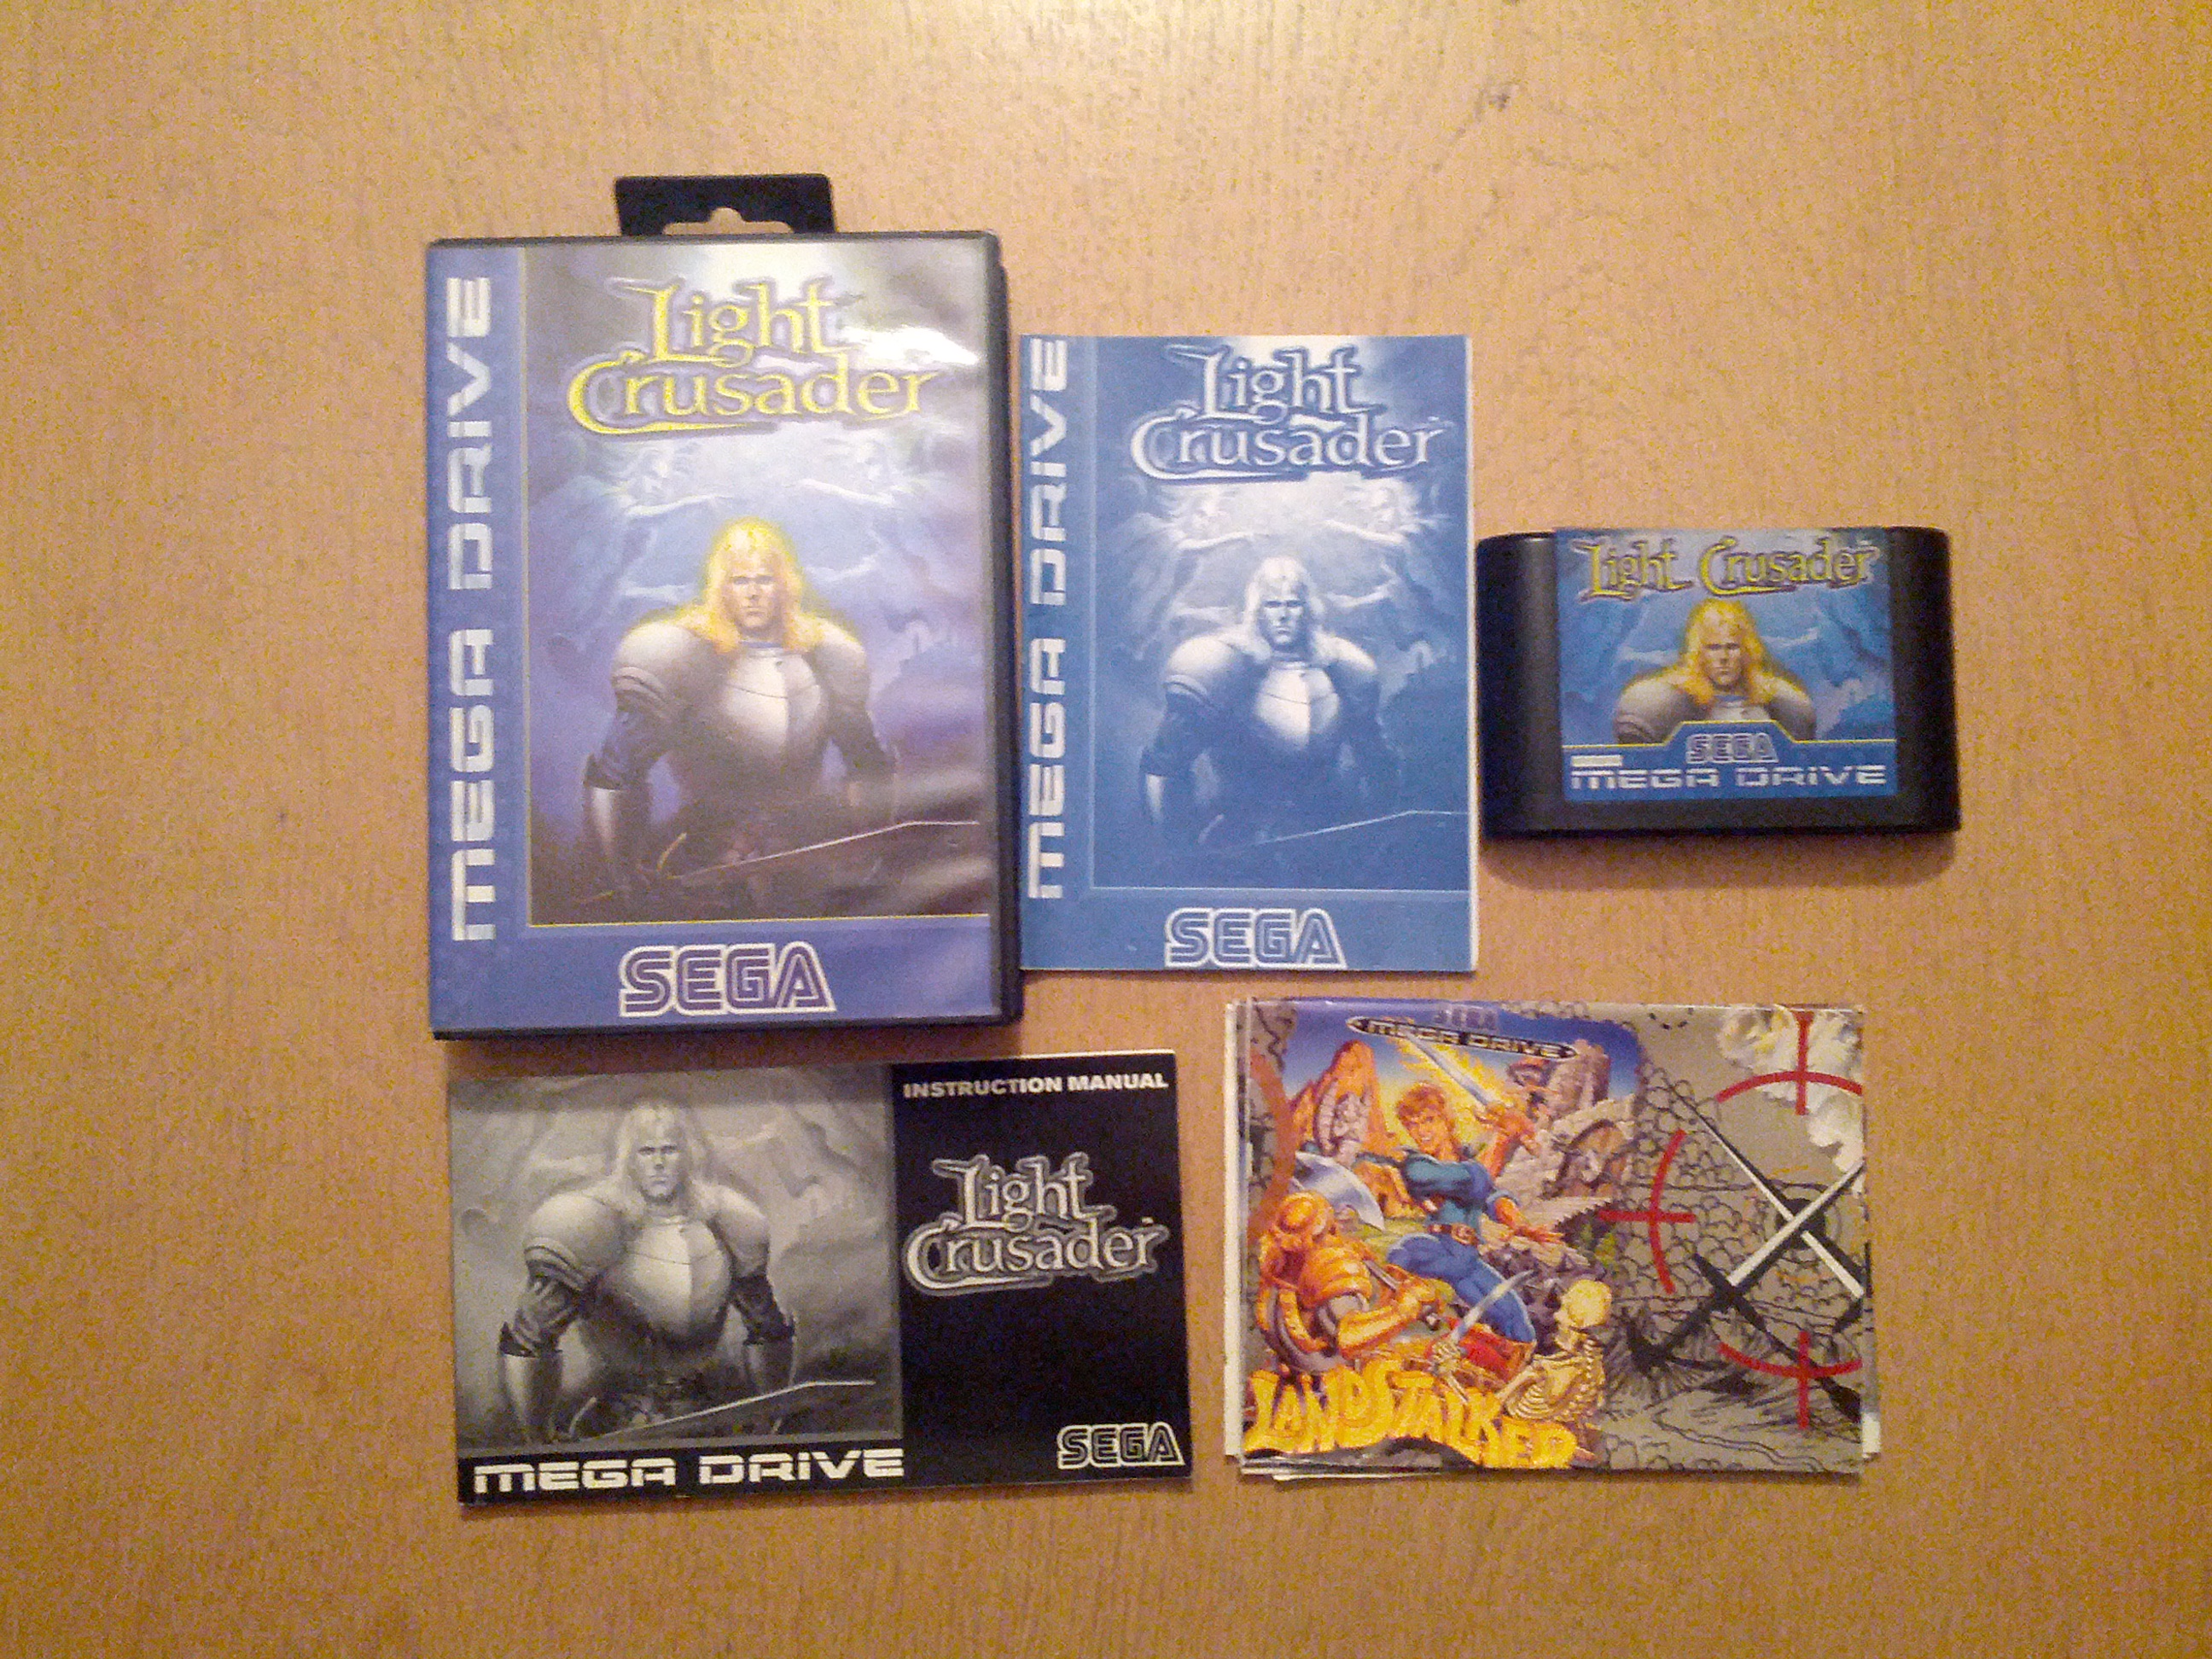 MEGA DRIVE
Light
Crusader
SEGA
MEGA DRIVE
Light
Crusader
SEGA
Light Crusader
SEGA
MEGA DRIVE
INSTRUCTION MANUAL
Light
Crusader
SEGA
MEGA DRIVE
SEGA
MEGA DRIVE
LANDSTALKER